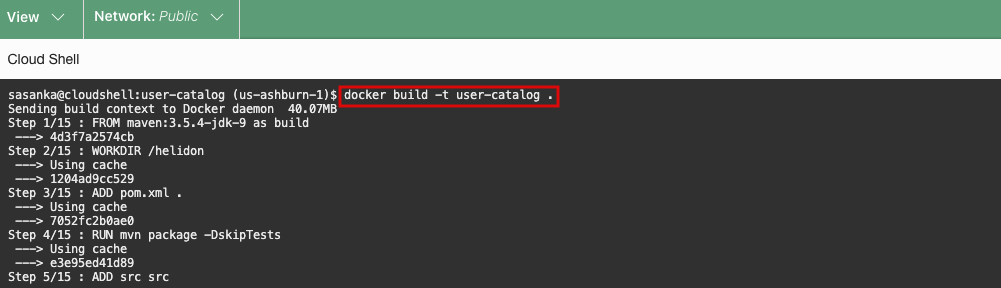 View Network: Public
Cloud Shell
sasanka@cloudshell:user-catalog (us-ashburn-1)$ docker build -t user-catalog .
Sending build context to Docker daemon  40.07MB
Step 1/15 : FROM maven:3.5.4-jdk-9 as build
 ---> 4d3f7a2574cb
Step 2/15 : WORKDIR /helidon
 ---> Using cache
 ---> 1204ad9cc529
Step 3/15 : ADD pom.xml .
 ---> Using cache
 ---> 7052fc2b0ae0
Step 4/15 : RUN mvn package -DskipTests
 ---> Using cache
 ---> e3e95ed41d89
Step 5/15 : ADD src src